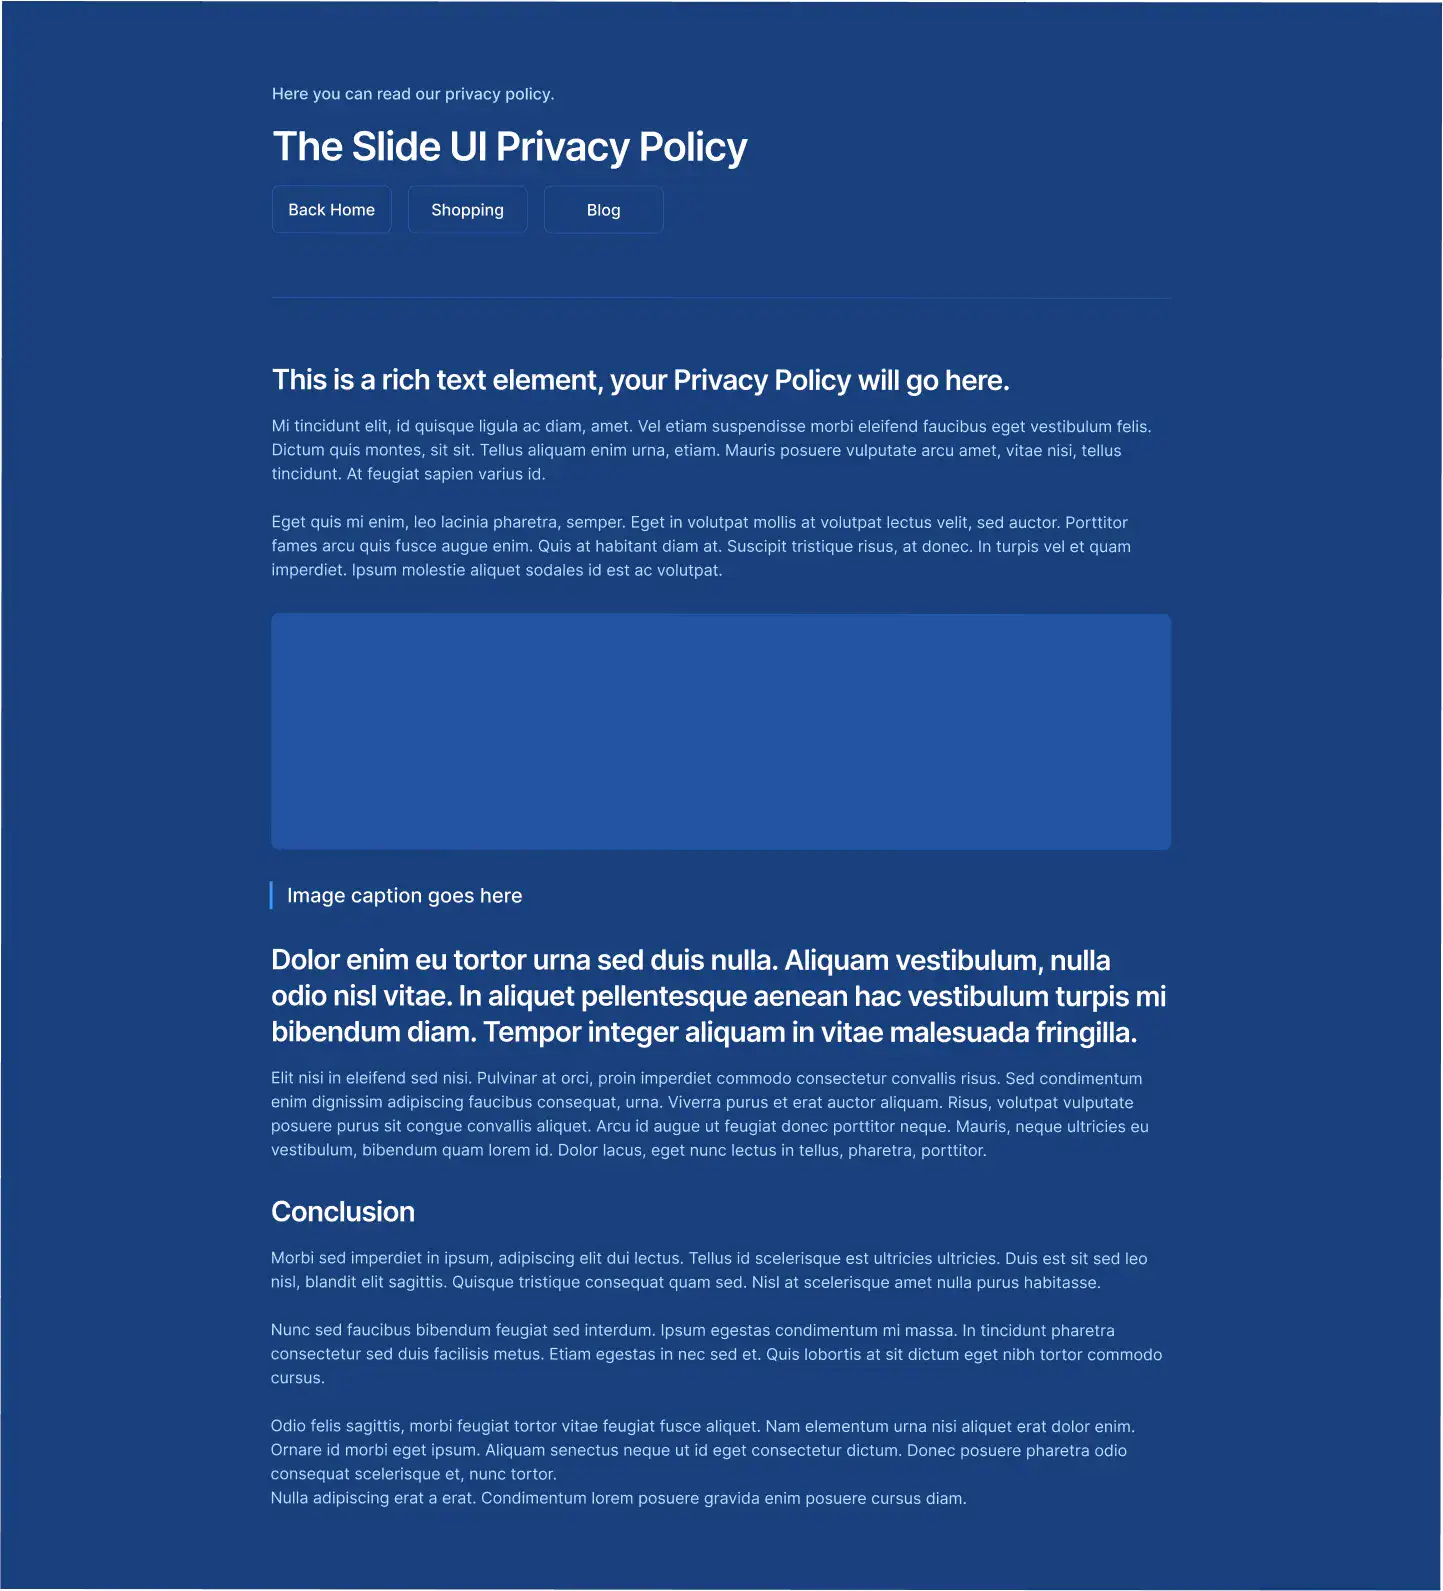 Here you can read our privacy policy.
The Slide UI Privacy Policy
Back Home
Shopping
Blog
This is a rich text element, your Privacy Policy will go here.
Mi tincidunt elit, id quisque ligula ac diam, amet. Vel etiam suspendisse morbi eleifend faucibus eget vestibulum felis.
Dictum quis montes, sit sit. Tellus aliquam enim urna, etiam. Mauris posuere vulputate arcu amet, vitae nisi, tellus
tincidunt. At feugiat sapien varius id.
Eget quis mi enim, leo lacinia pharetra, semper. Eget in volutpat mollis at volutpat lectus velit, sed auctor. Porttitor
fames arcu quis fusce augue enim. Quis at habitant diam at. Suscipit tristique risus, at donec. In turpis vel et quam
imperdiet. Ipsum molestie aliquet sodales id est ac volutpat.
Image caption goes here
Dolor enim eu tortor urna sed duis nulla. Aliquam vestibulum, nulla
odio nisl vitae. In aliquet pellentesque aenean hac vestibulum turpis mi
bibendum diam. Tempor integer aliquam in vitae malesuada fringilla.
Elit nisi in eleifend sed nisi. Pulvinar at orci, proin imperdiet commodo consectetur convallis risus. Sed condimentum
enim dignissim adipiscing faucibus consequat, urna. Viverra purus et erat auctor aliquam. Risus, volutpat vulputate
posuere purus sit congue convallis aliquet. Arcu id augue ut feugiat donec porttitor neque. Mauris, neque ultricies eu
vestibulum, bibendum quam lorem id. Dolor lacus, eget nunc lectus in tellus, pharetra, porttitor.
Conclusion
Morbi sed imperdiet in ipsum, adipiscing elit dui lectus. Tellus id scelerisque est ultricies ultricies. Duis est sit sed leo
nisl, blandit elit sagittis. Quisque tristique consequat quam sed. Nisl at scelerisque amet nulla purus habitasse.
Nunc sed faucibus bibendum feugiat sed interdum. Ipsum egestas condimentum mi massa. In tincidunt pharetra
consectetur sed duis facilisis metus. Etiam egestas in nec sed et. Quis lobortis at sit dictum eget nibh tortor commodo
cursus.
Odio felis sagittis, morbi feugiat tortor vitae feugiat fusce aliquet. Nam elementum urna nisi aliquet erat dolor enim.
Ornare id morbi eget ipsum. Aliquam senectus neque ut id eget consectetur dictum. Donec posuere pharetra odio
consequat scelerisque et, nunc tortor.
Nulla adipiscing erat a erat. Condimentum lorem posuere gravida enim posuere cursus diam.